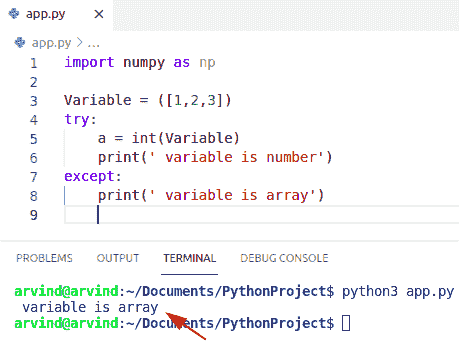 app.py ×
app.py > ...
1 import numpy as np
2
3 Variable = ([1,2,3])
4 try:
5     a = int(Variable)
6     print(' variable is number')
7 except:
8     print(' variable is array')
9
PROBLEMS OUTPUT TERMINAL DEBUG CONSOLE
arvind@arvind:~/Documents/PythonProject$ python3 app.py
 variable is array
arvind@arvind:~/Documents/PythonProject$